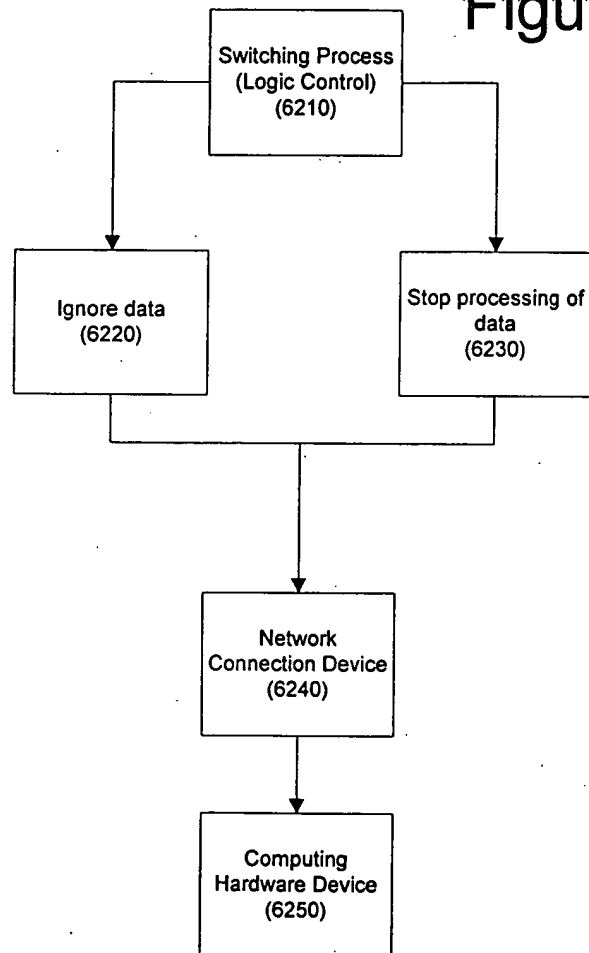 Figu
Switching Process
(Logic Control)
(6210)
Ignore data
(6220)
Stop processing of
data
(6230)
Network
Connection Device
(6240)
Computing
Hardware Device
(6250)